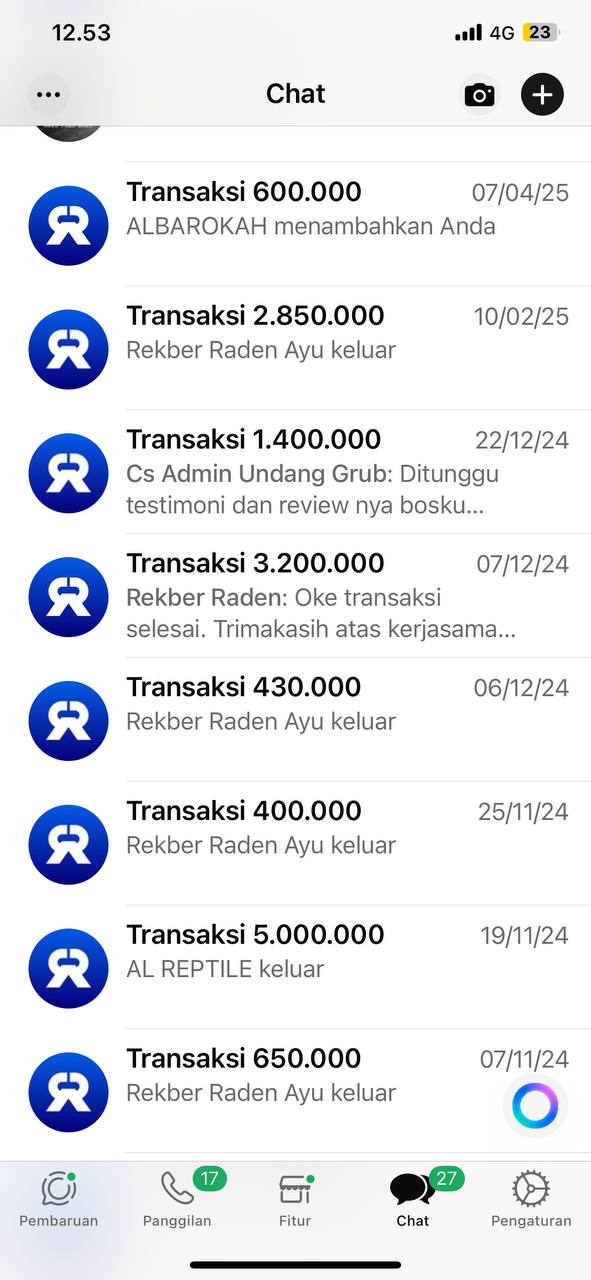 12.53
4G 23
Chat
Transaksi 600.000 07/04/25
ALBAROKAH menambahkan Anda
Transaksi 2.850.000 10/02/25
Rekber Raden Ayu keluar
Transaksi 1.400.000 22/12/24
Cs Admin Undang Grub: Ditunggu
testimoni dan review nya bosku...
Transaksi 3.200.000 07/12/24
Rekber Raden: Oke transaksi
selesai. Trimakasih atas kerjasama...
Transaksi 430.000 06/12/24
Rekber Raden Ayu keluar
Transaksi 400.000 25/11/24
Rekber Raden Ayu keluar
Transaksi 5.000.000 19/11/24
AL REPTILE keluar
Transaksi 650.000 07/11/24
Rekber Raden Ayu keluar
17 27
Pembaruan Panggilan Fitur Chat Pengaturan